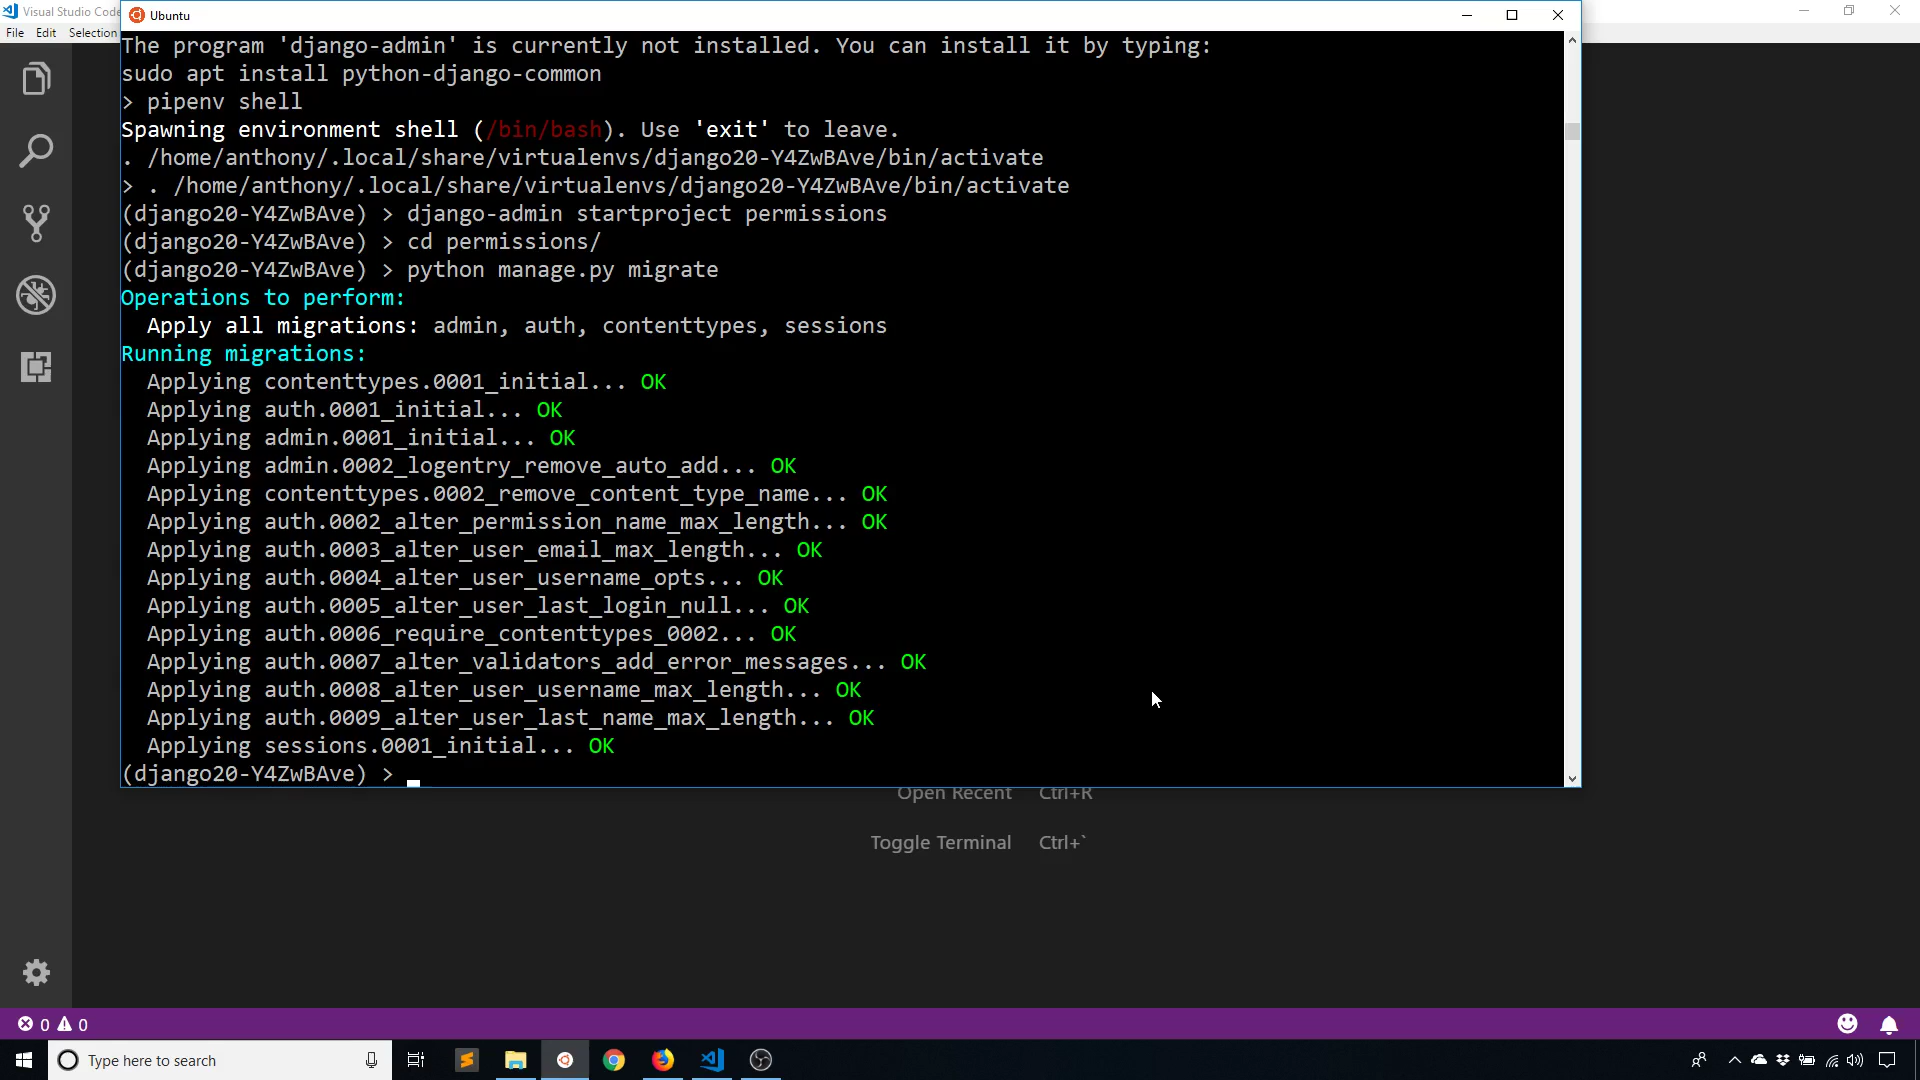 Visual Studio Code
Ubuntu
File Edit Selection
The program 'django-admin' is currently not installed. You can install it by typing:
sudo apt install python-django-common
> pipenv shell
Spawning environment shell (/bin/bash). Use 'exit' to leave.
. /home/anthony/.local/share/virtualenvs/django20-Y4ZwBAve/bin/activate
> . /home/anthony/.local/share/virtualenvs/django20-Y4ZwBAve/bin/activate
(django20-Y4ZwBAve) > django-admin startproject permissions
(django20-Y4ZwBAve) > cd permissions/
(django20-Y4ZwBAve) > python manage.py migrate
Operations to perform:
  Apply all migrations: admin, auth, contenttypes, sessions
Running migrations:
  Applying contenttypes.0001_initial... OK
  Applying auth.0001_initial... OK
  Applying admin.0001_initial... OK
  Applying admin.0002_logentry_remove_auto_add... OK
  Applying contenttypes.0002_remove_content_type_name... OK
  Applying auth.0002_alter_permission_name_max_length... OK
  Applying auth.0003_alter_user_email_max_length... OK
  Applying auth.0004_alter_user_username_opts... OK
  Applying auth.0005_alter_user_last_login_null... OK
  Applying auth.0006_require_contenttypes_0002... OK
  Applying auth.0007_alter_validators_add_error_messages... OK
  Applying auth.0008_alter_user_username_max_length... OK
  Applying auth.0009_alter_user_last_name_max_length... OK
  Applying sessions.0001_initial... OK
(django20-Y4ZwBAve) >
Open Recent Ctrl+R
Toggle Terminal Ctrl+`
0 0
Type here to search